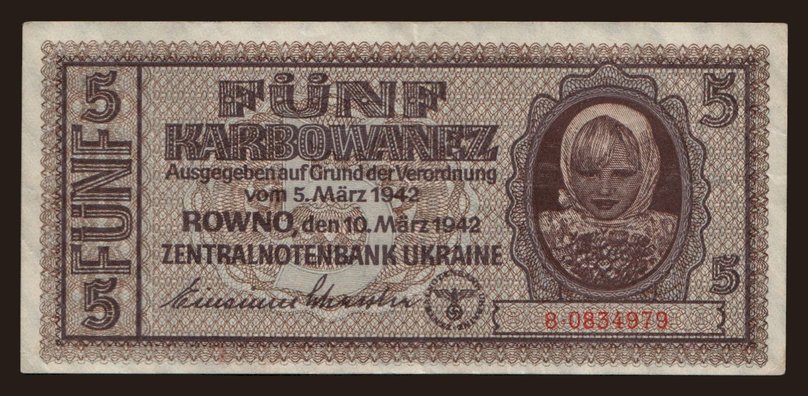 5 FÜNF 5
FÜNF
KARBOWANEZ
Ausgegeben auf Grund der Verordnung
vom 5. März 1942
ROWNO, den 10. März 1942
ZENTRALNOTENBANK UKRAINE
5
5
8·0834979